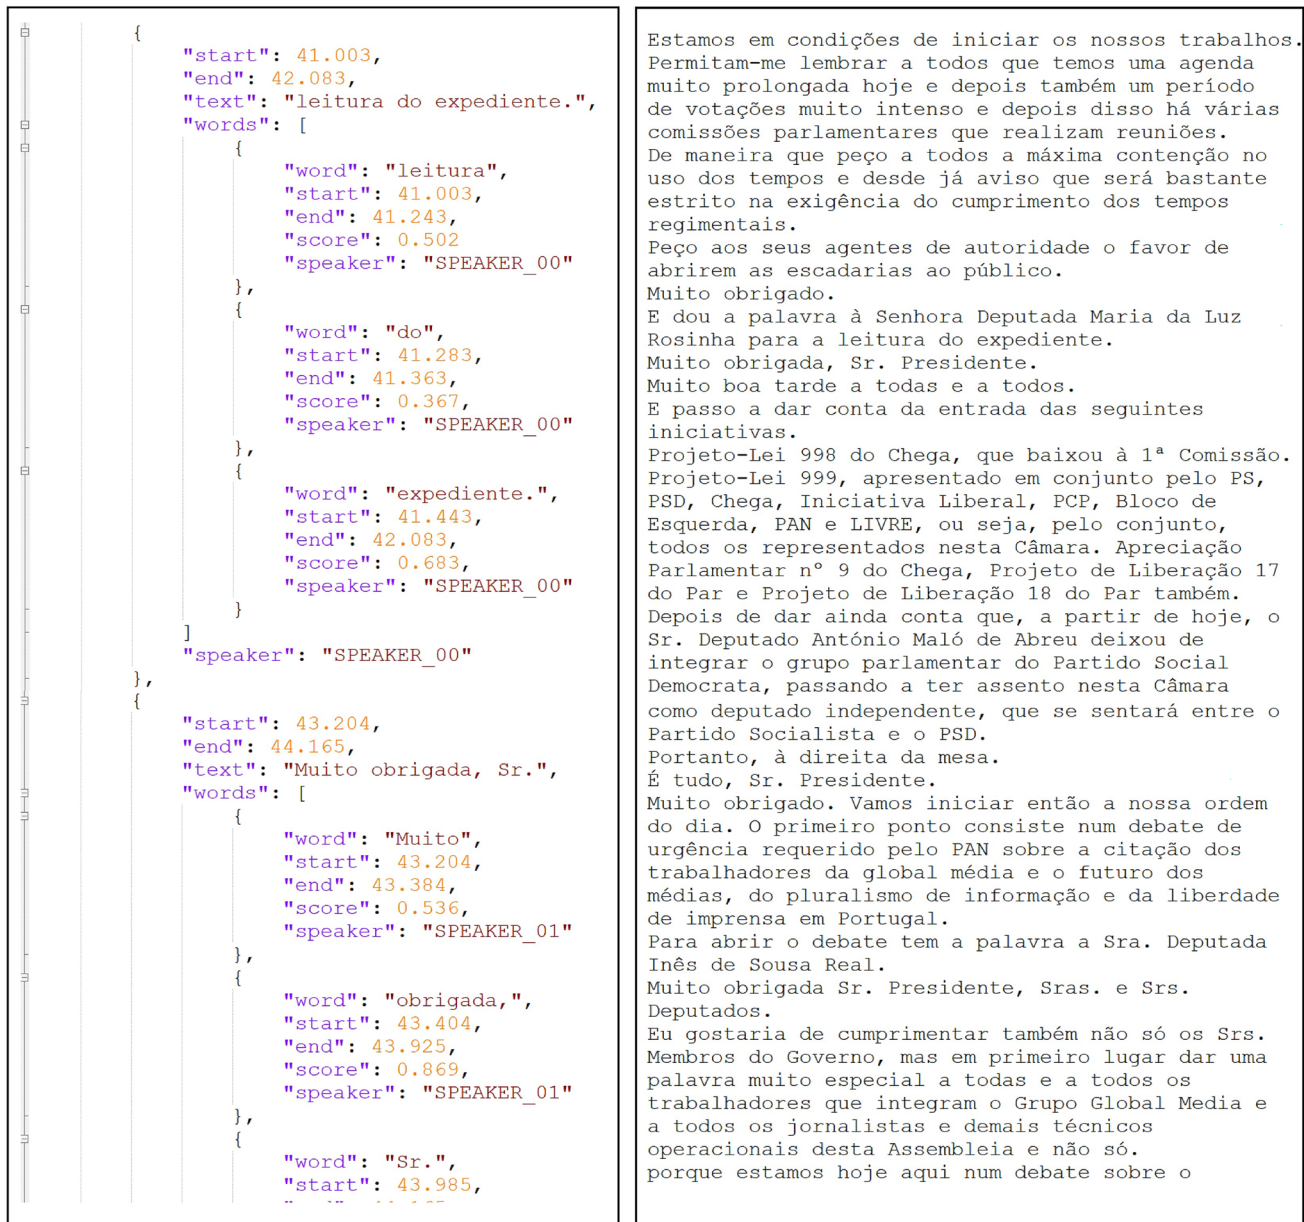 {
"start": 41.003,
"end": 42.083,
"text": "leitura do expediente.",
"words": [
{
"word": "leitura",
"start": 41.003,
"end": 41.243,
"score": 0.502
"speaker": "SPEAKER_00"
},
{
"word": "do",
"start": 41.283,
"end": 41.363,
"score": 0.367,
"speaker": "SPEAKER_00"
},
{
"word": "expediente.",
"start": 41.443,
"end": 42.083,
"score": 0.683,
"speaker": "SPEAKER_00"
}
]
"speaker": "SPEAKER_00"
},
{
"start": 43.204,
"end": 44.165,
"text": "Muito obrigada, Sr.",
"words": [
{
"word": "Muito",
"start": 43.204,
"end": 43.384,
"score": 0.536,
"speaker": "SPEAKER_01"
},
{
"word": "obrigada,",
"start": 43.404,
"end": 43.925,
"score": 0.869,
"speaker": "SPEAKER_01"
},
{
"word": "Sr.",
"start": 43.985,
Estamos em condições de iniciar os nossos trabalhos.
Permitam-me lembrar a todos que temos uma agenda
muito prolongada hoje e depois também um período
de votações muito intenso e depois disso há várias
comissões parlamentares que realizam reuniões.
De maneira que peço a todos a máxima contenção no
uso dos tempos e desde já aviso que será bastante
estrito na exigência do cumprimento dos tempos
regimentais.
Peço aos seus agentes de autoridade o favor de
abrirem as escadarias ao público.
Muito obrigado.
E dou a palavra à Senhora Deputada Maria da Luz
Rosinha para a leitura do expediente.
Muito obrigada, Sr. Presidente.
Muito boa tarde a todas e a todos.
E passo a dar conta da entrada das seguintes
iniciativas.
Projeto-Lei 998 do Chega, que baixou à 1ª Comissão.
Projeto-Lei 999, apresentado em conjunto pelo PS,
PSD, Chega, Iniciativa Liberal, PCP, Bloco de
Esquerda, PAN e LIVRE, ou seja, pelo conjunto,
todos os representados nesta Câmara. Apreciação
Parlamentar nº 9 do Chega, Projeto de Liberação 17
do Par e Projeto de Liberação 18 do Par também.
Depois de dar ainda conta que, a partir de hoje, o
Sr. Deputado António Maló de Abreu deixou de
integrar o grupo parlamentar do Partido Social
Democrata, passando a ter assento nesta Câmara
como deputado independente, que se sentará entre o
Partido Socialista e o PSD.
Portanto, à direita da mesa.
É tudo, Sr. Presidente.
Muito obrigado. Vamos iniciar então a nossa ordem
do dia. O primeiro ponto consiste num debate de
urgência requerido pelo PAN sobre a citação dos
trabalhadores da global média e o futuro dos
médias, do pluralismo de informação e da liberdade
de imprensa em Portugal.
Para abrir o debate tem a palavra a Sra. Deputada
Inês de Sousa Real.
Muito obrigada Sr. Presidente, Sras. e Srs.
Deputados.
Eu gostaria de cumprimentar também não só os Srs.
Membros do Governo, mas em primeiro lugar dar uma
palavra muito especial a todas e a todos os
trabalhadores que integram o Grupo Global Media e
a todos os jornalistas e demais técnicos
operacionais desta Assembleia e não só.
porque estamos hoje aqui num debate sobre o